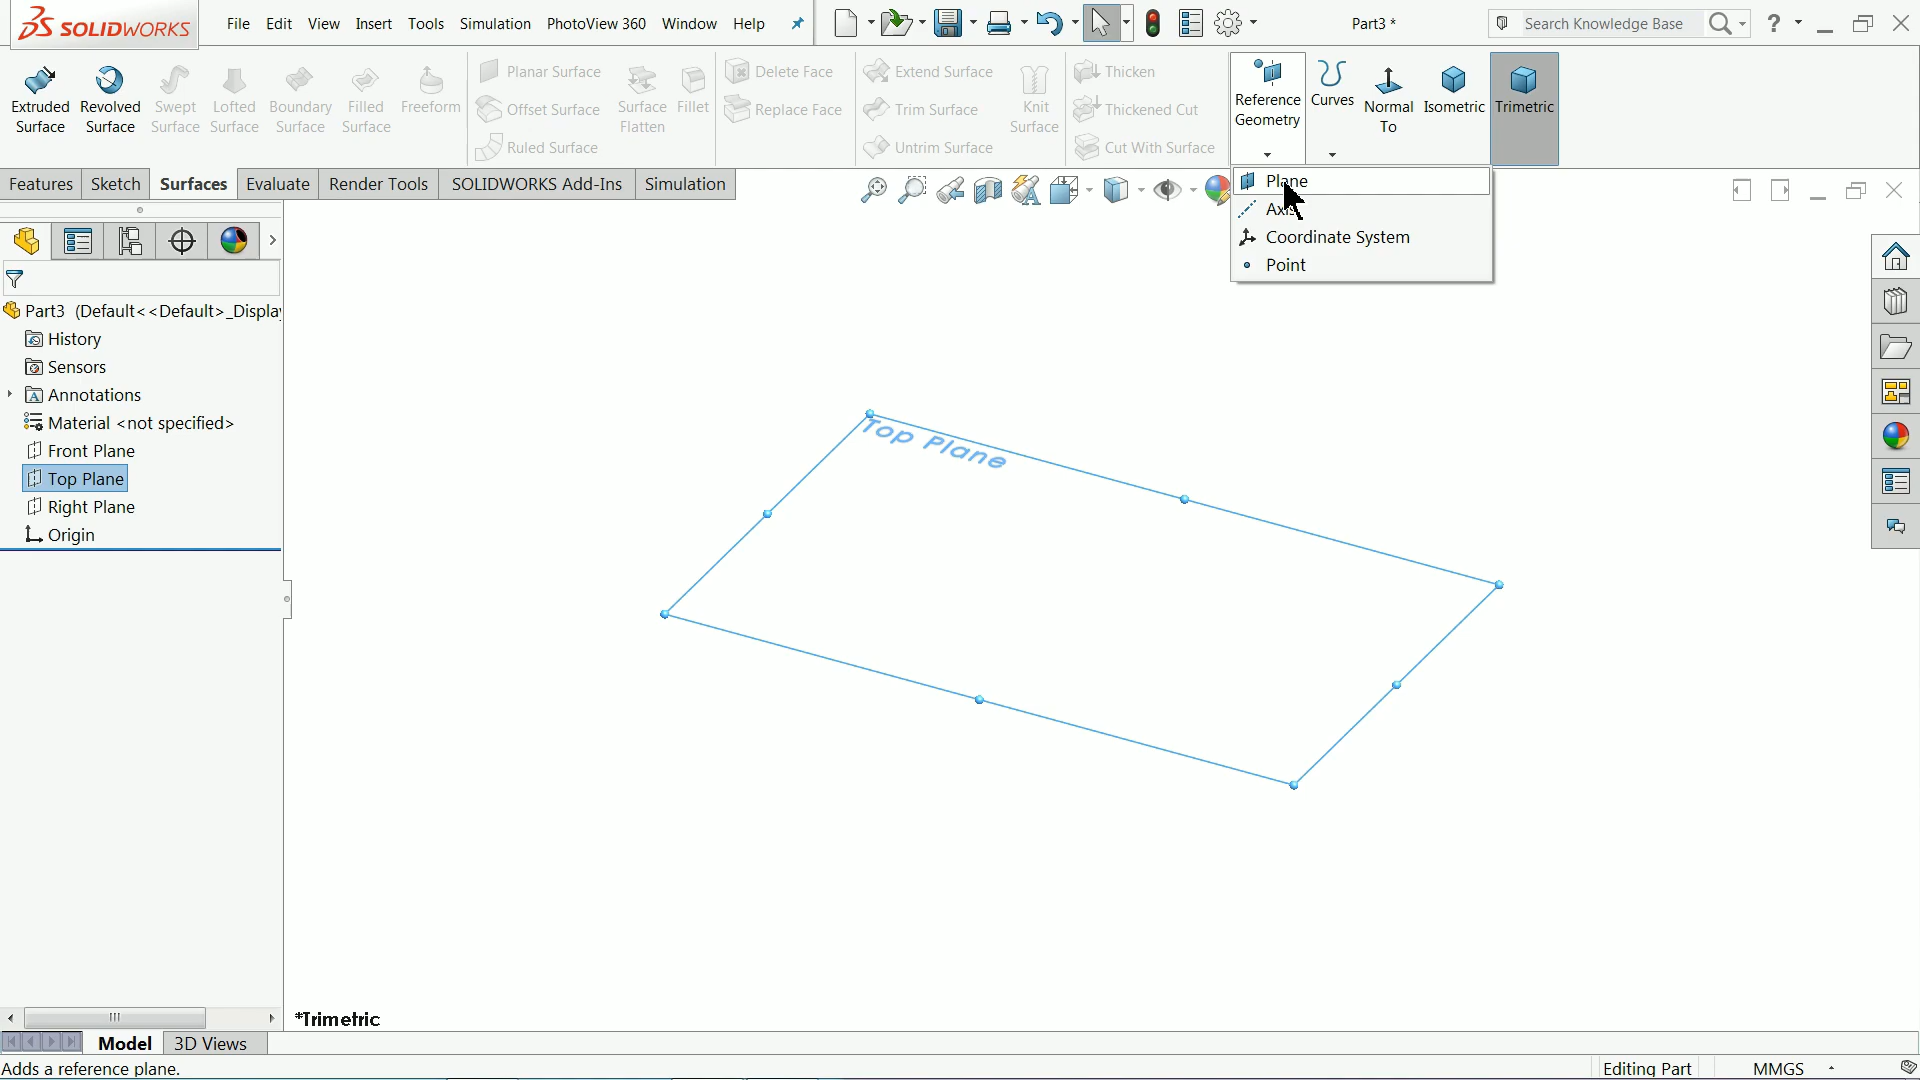 SOLIDWORKS
File Edit View Insert Tools Simulation PhotoView 360 Window Help
Part3 *
Search Knowledge Base
?
Extruded Surface
Revolved Surface
Swept Surface
Lofted Surface
Boundary Surface
Filled Surface
Freeform
Planar Surface
Offset Surface
Ruled Surface
Surface Flatten
Fillet
Delete Face
Replace Face
Extend Surface
Trim Surface
Untrim Surface
Knit Surface
Thicken
Thickened Cut
Cut With Surface
Reference Geometry
Curves
Normal To
Isometric
Trimetric
Features Sketch Surfaces Evaluate Render Tools SOLIDWORKS Add-Ins Simulation
Plane
Axis
Coordinate System
Point
Part3 (Default<<Default>_Displa
History
Sensors
Annotations
Material <not specified>
Front Plane
Top Plane
Right Plane
Origin
Top Plane
*Trimetric
Model 3D Views
Adds a reference plane.
Editing Part
MMGS